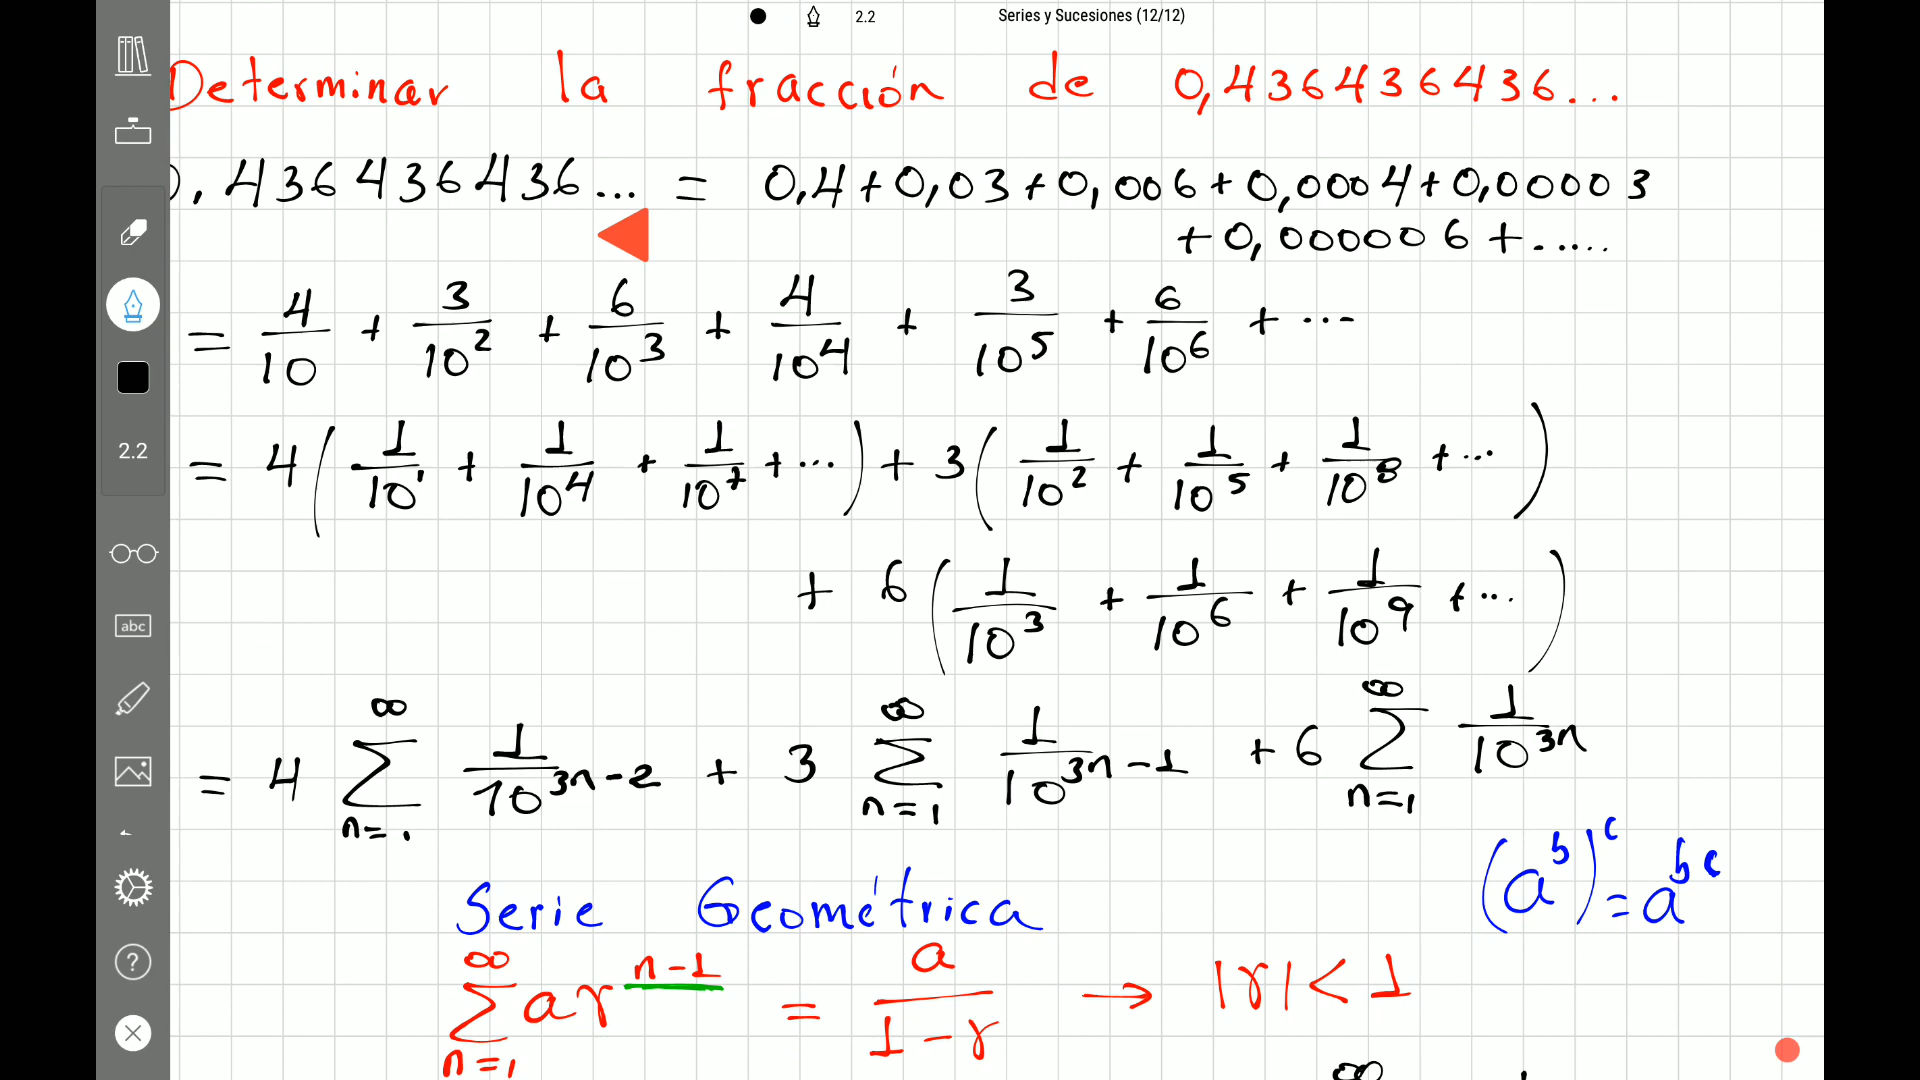 2.2 Series y Sucesiones (12/12)
Determinar la fracción de 0,436436436...
0,436436436... = 0,4+0,03+0,006+0,0004+0,00003
+0,000006+.....
= 4/10 + 3/10² + 6/10³ + 4/10⁴ + 3/10⁵ + 6/10⁶ + ...
= 4(1/10¹ + 1/10⁴ + 1/10⁷ + ...) + 3(1/10² + 1/10⁵ + 1/10⁸ + ...)
+ 6(1/10³ + 1/10⁶ + 1/10⁹ + ...)
= 4 ∞ Σ n=1 1/10^(3n-2) + 3 ∞ Σ n=1 1/10^(3n-1) + 6 ∞ Σ n=1 1/10^(3n)
(a^b)^c = a^(bc)
Serie Geométrica
∞ Σ n=1 ar^(n-1) = a/(1-r) → |r| < 1
∞
2.2
abc